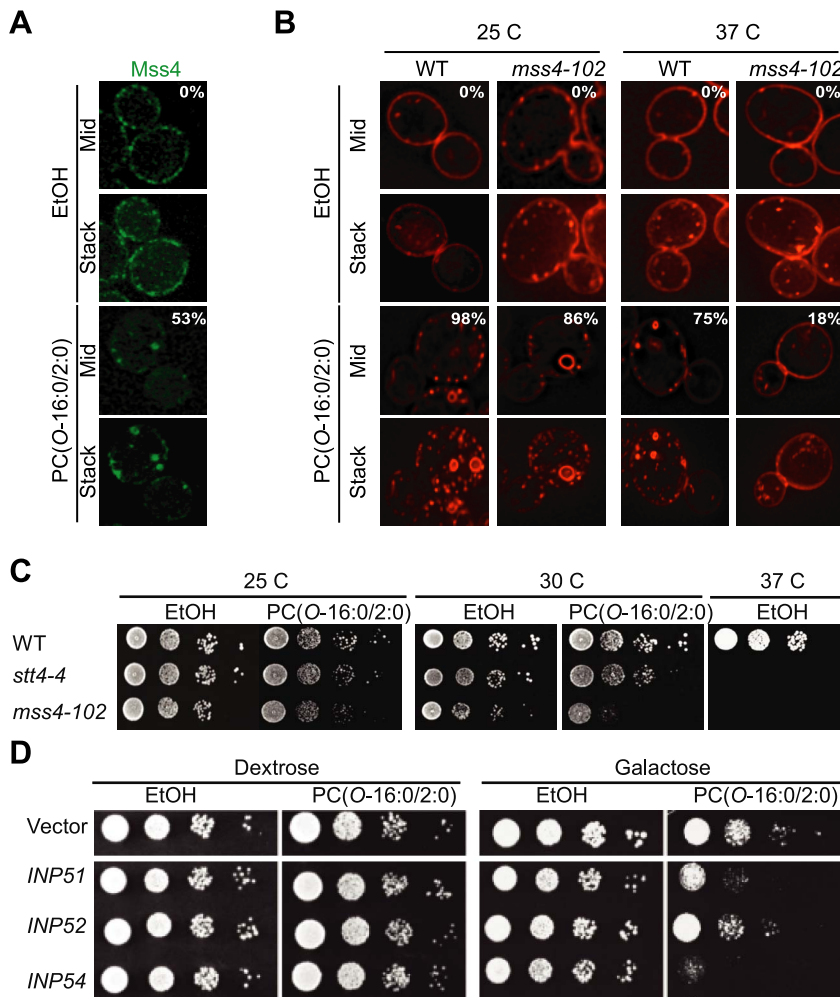 A
Mss4
EtOH
Mid
0%
Stack
PC(O-16:0/2:0)
Mid
53%
Stack
B
25 C 37 C
WT mss4-102 WT mss4-102
EtOH
Mid
0% 0% 0% 0%
Stack
PC(O-16:0/2:0)
Mid
98% 86% 75% 18%
Stack
C
25 C 30 C 37 C
EtOH PC(O-16:0/2:0) EtOH PC(O-16:0/2:0) EtOH
WT
stt4-4
mss4-102
D
Dextrose Galactose
EtOH PC(O-16:0/2:0) EtOH PC(O-16:0/2:0)
Vector
INP51
INP52
INP54